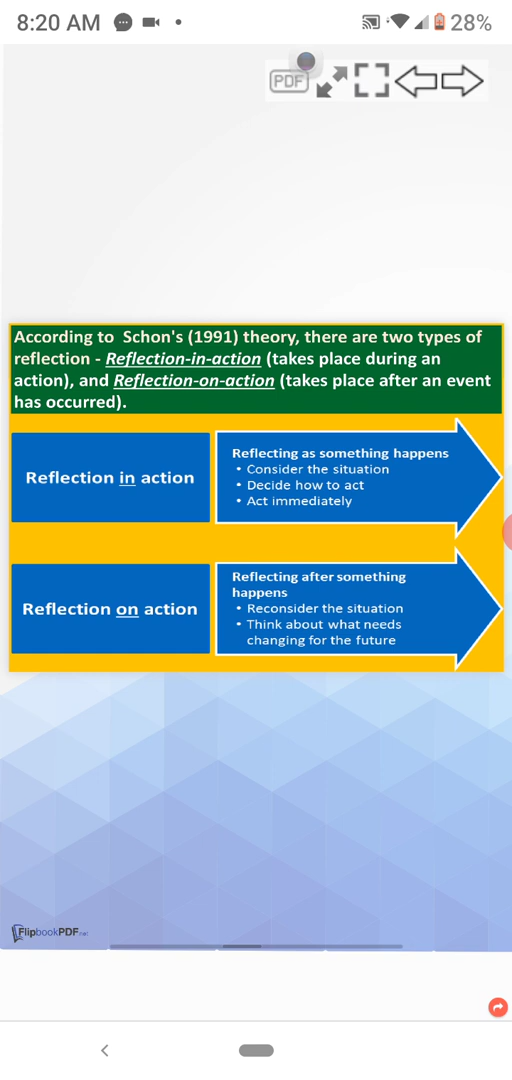 8:20 AM
28%
PDF
According to Schon's (1991) theory, there are two types of
reflection - Reflection-in-action (takes place during an
action), and Reflection-on-action (takes place after an event
has occurred).
Reflection in action
Reflecting as something happens
• Consider the situation
• Decide how to act
• Act immediately
Reflection on action
Reflecting after something
happens
• Reconsider the situation
• Think about what needs
changing for the future
FlipbookPDF.net